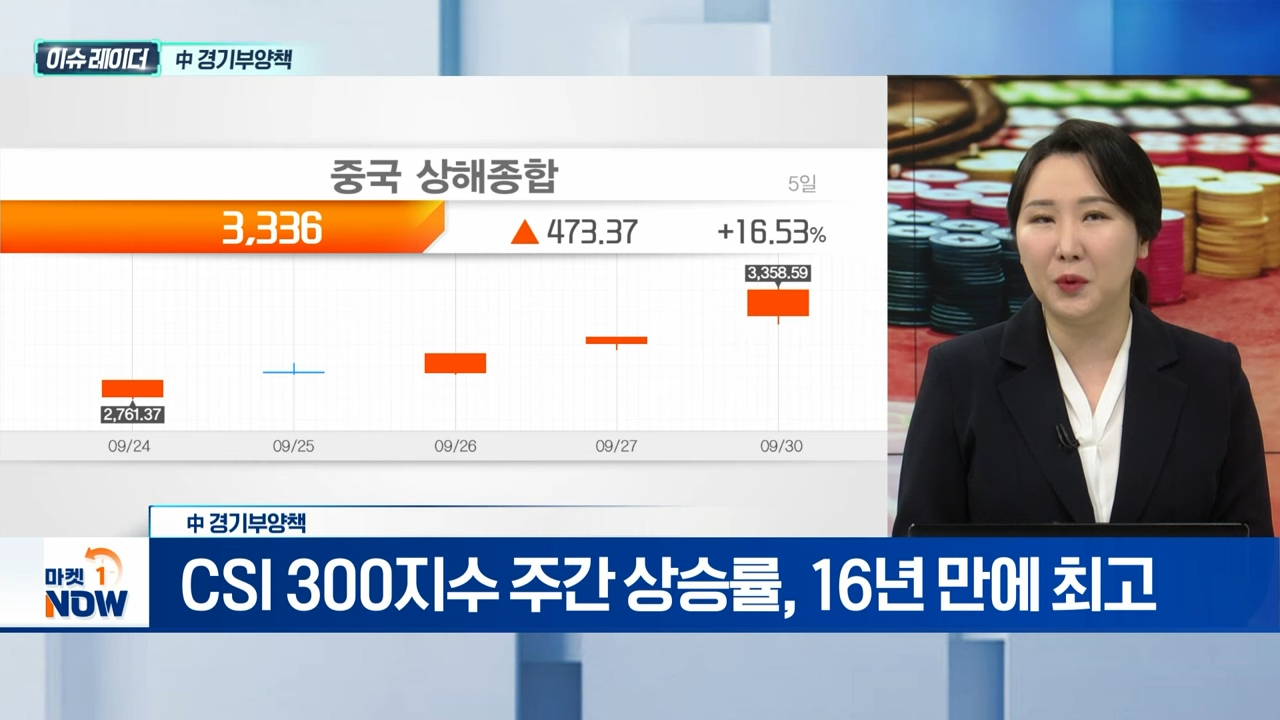 이슈 레이더 中 경기부양책
중국 상해종합
5일
3,336 ▲ 473.37 +16.53%
3,358.59
2,761.37
09/24 09/25 09/26 09/27 09/30
中 경기부양책
마켓 1
NOW
CSI 300지수 주간 상승률, 16년 만에 최고